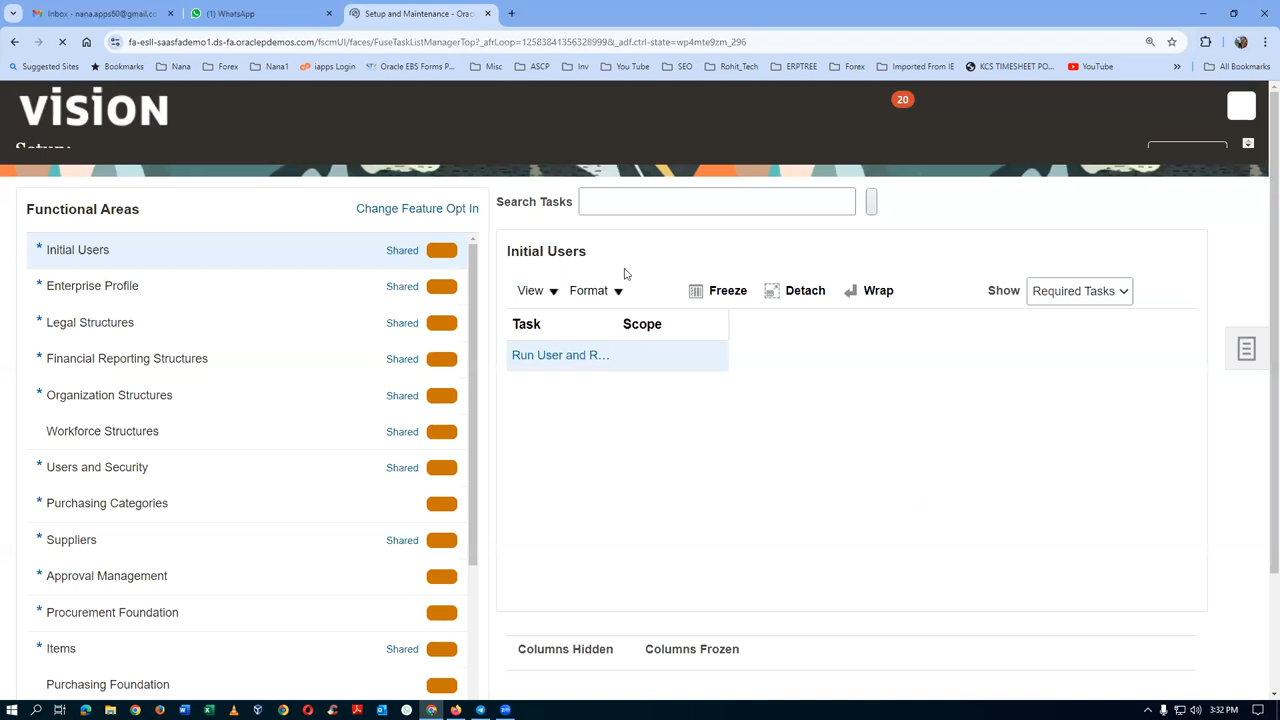 Inbox - nana.apps60@gmail.co
WhatsApp
Setup and Maintenance - Orac
fa-esll-saasfademo1.ds-fa.oraclepdemos.com/fscmUI/faces/FuseTaskListManagerTop?_afrLoop=12583841356328999&_adf.ctrl-state=wp4mte9zm_296
Suggested Sites
Bookmarks
Nana
Forex
Nana1
iapps Login
Oracle EBS Forms P...
Misc
ASCP
Inv
You Tube
SEO
Rohit_Tech
ERPTREE
Forex
Imported From IE
KCS TIMESHEET PO...
YouTube
All Bookmarks
vision
20
Functional Areas
Change Feature Opt In
Initial Users Shared
Enterprise Profile Shared
Legal Structures Shared
Financial Reporting Structures Shared
Organization Structures Shared
Workforce Structures Shared
Users and Security Shared
Purchasing Categories
Suppliers Shared
Approval Management
Procurement Foundation
Items Shared
Purchasing Foundation
Search Tasks
Initial Users
View Format Freeze Detach Wrap Show Required Tasks
Task Scope
Run User and R...
Columns Hidden Columns Frozen
3:32 PM